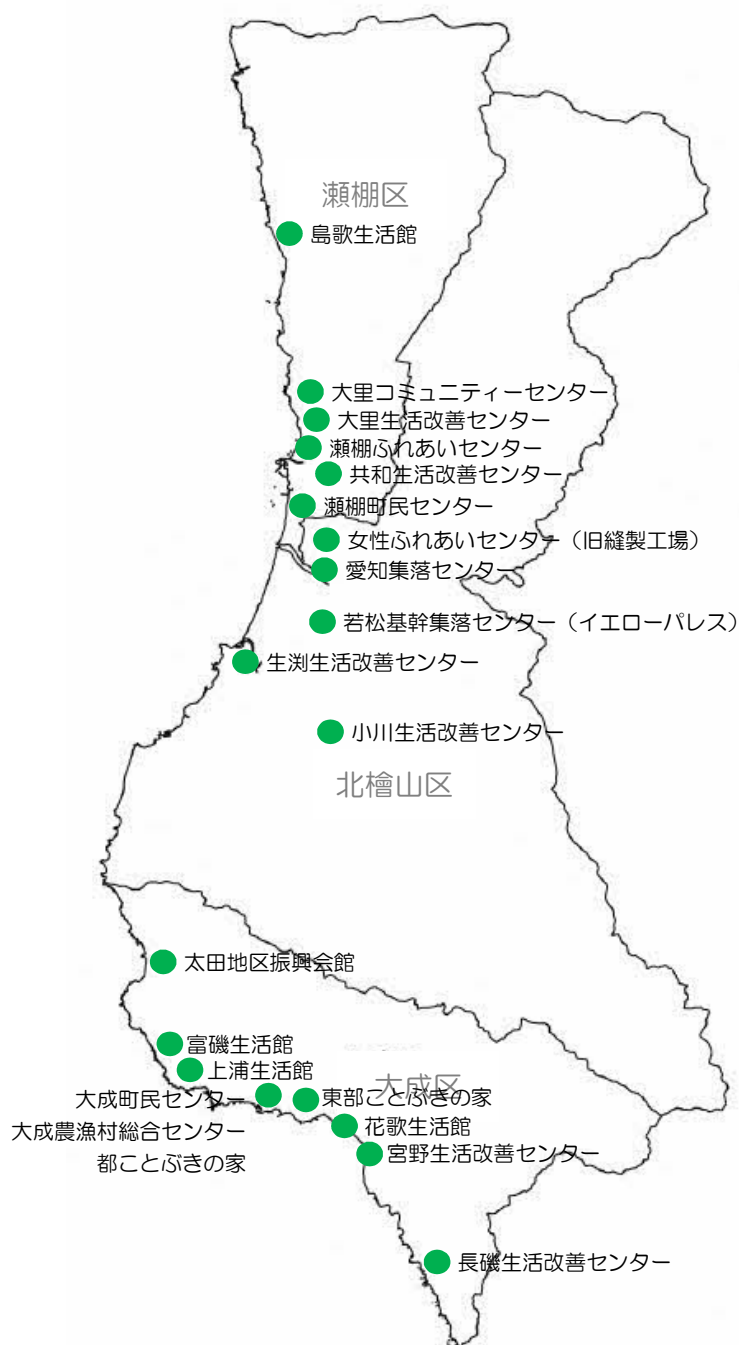 瀬棚区
島歌生活館
大里コミュニティーセンター
大里生活改善センター
瀬棚ふれあいセンター
共和生活改善センター
瀬棚町民センター
女性ふれあいセンター（旧縫製工場）
愛知集落センター
若松基幹集落センター（イエローパレス）
生渕生活改善センター
小川生活改善センター
北檜山区
太田地区振興会館
富磯生活館
上浦生活館
大成区
大成町民センター
東部ことぶきの家
大成農漁村総合センター
花歌生活館
都ことぶきの家
宮野生活改善センター
長磯生活改善センター